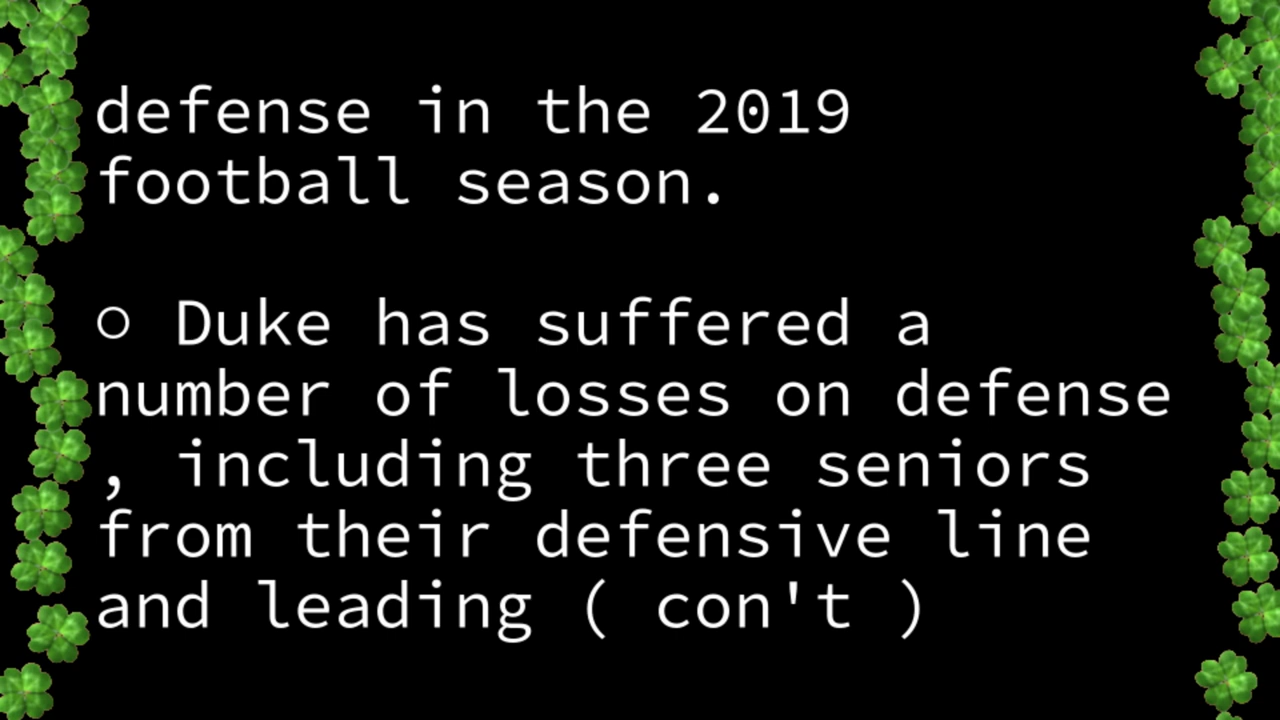 defense in the 2019
football season.
○ Duke has suffered a
number of losses on defense
, including three seniors
from their defensive line
and leading ( con't )